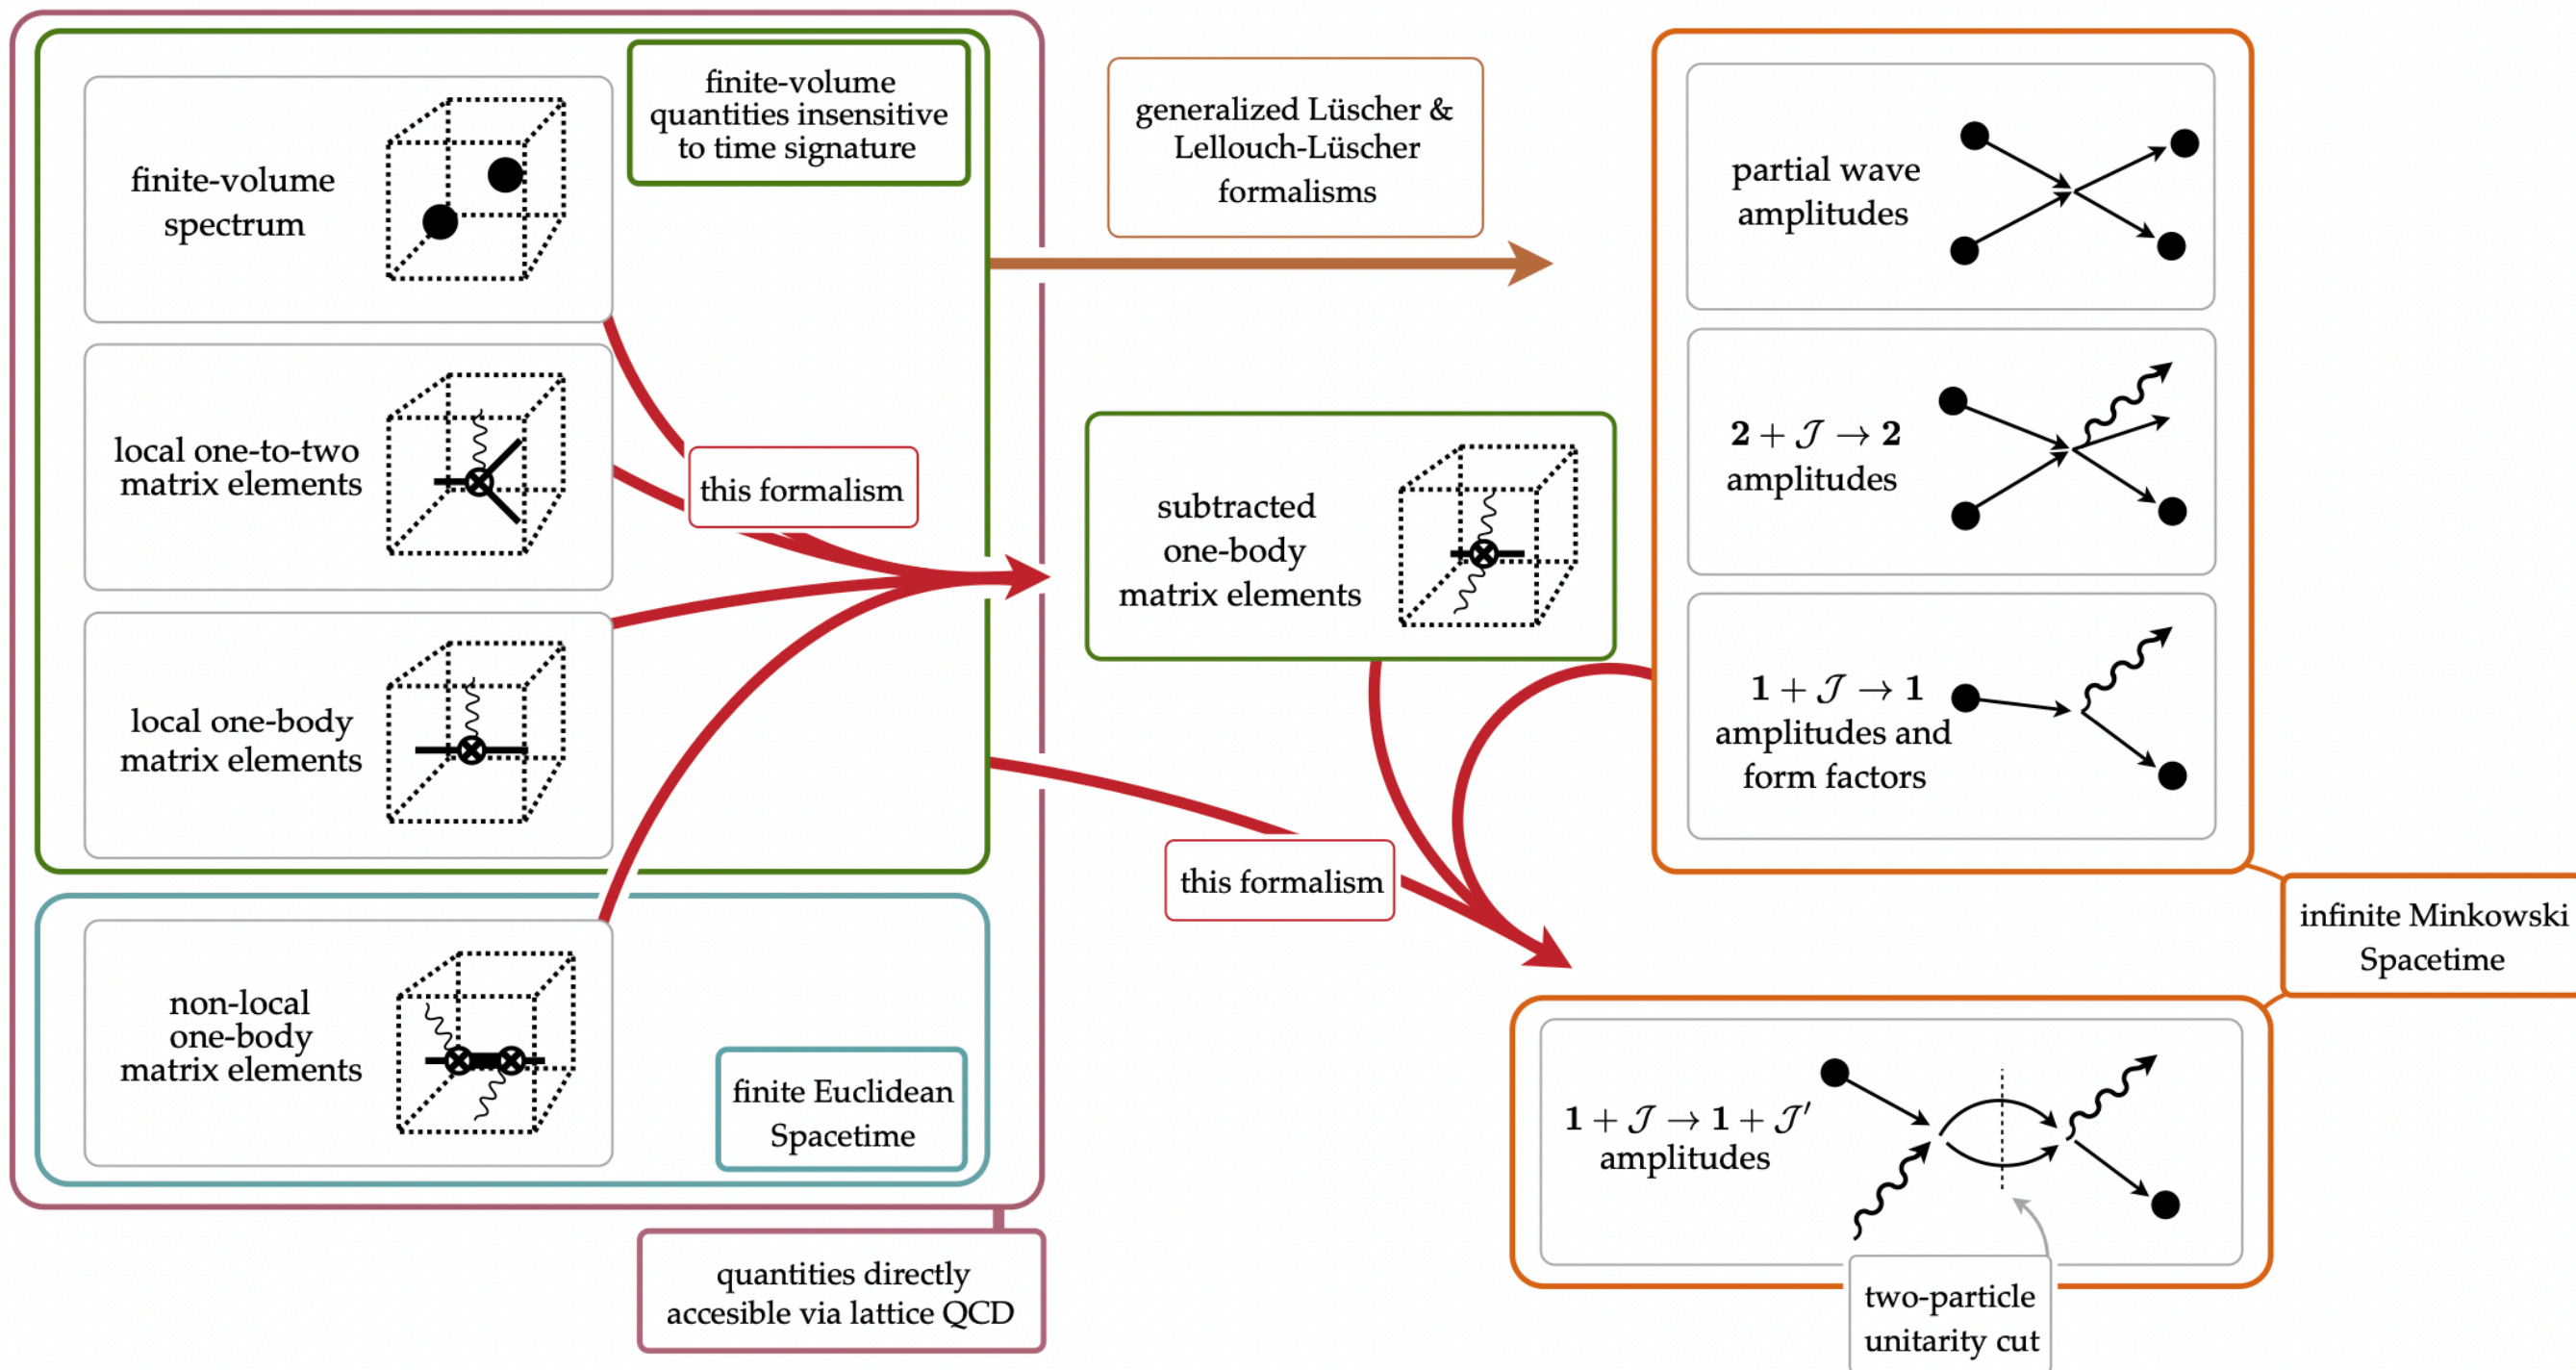 finite-volume
quantities insensitive
to time signature
finite-volume
spectrum
local one-to-two
matrix elements
this formalism
local one-body
matrix elements
non-local
one-body
matrix elements
finite Euclidean
Spacetime
quantities directly
accesible via lattice QCD
generalized Lüscher &
Lellouch-Lüscher
formalisms
subtracted
one-body
matrix elements
this formalism
partial wave
amplitudes
2 + 𝒥 → 2
amplitudes
1 + 𝒥 → 1
amplitudes and
form factors
infinite Minkowski
Spacetime
1 + 𝒥 → 1 + 𝒥′
amplitudes
two-particle
unitarity cut